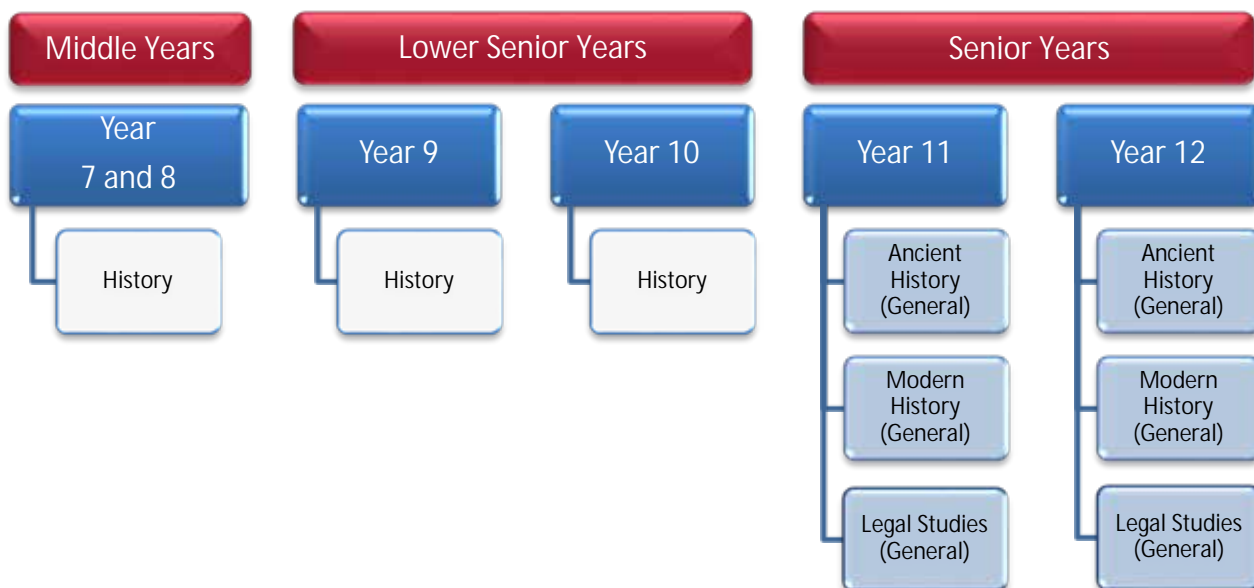 Middle Years
Lower Senior Years
Senior Years
Year
7 and 8
Year 9
Year 10
Year 11
Year 12
History
History
History
Ancient
History
(General)
Ancient
History
(General)
Modern
History
(General)
Modern
History
(General)
Legal Studies
(General)
Legal Studies
(General)